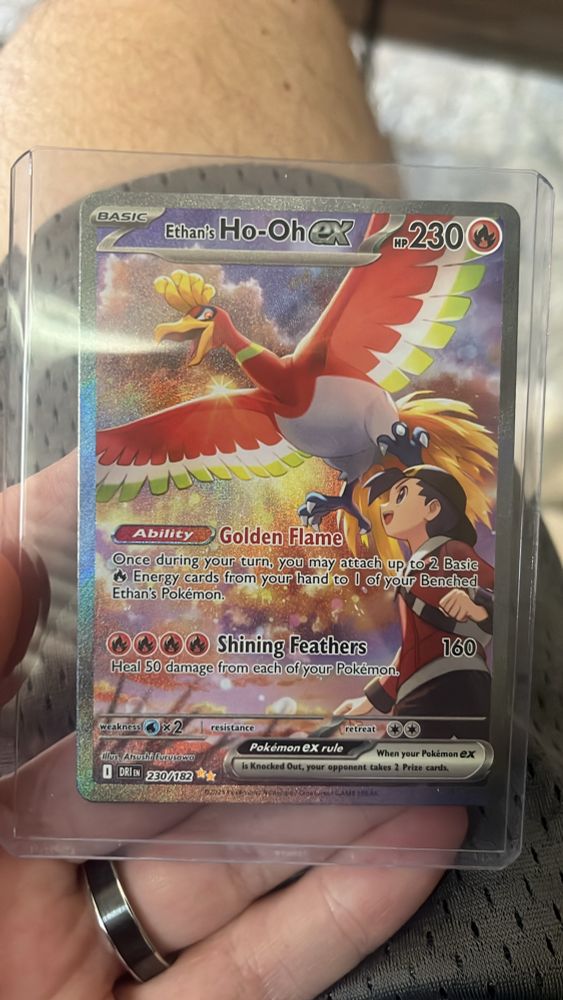 BASIC
Ethan's Ho-Oh ex HP 230
Ability Golden Flame
Once during your turn, you may attach up to 2 Basic
Energy cards from your hand to 1 of your Benched
Ethan's Pokémon.
Shining Feathers 160
Heal 50 damage from each of your Pokémon.
weakness ×2 resistance retreat
Illus. Atsushi Furusawa
Pokémon ex rule When your Pokémon ex
is Knocked Out, your opponent takes 2 Prize cards.
I DRI EN 230/182